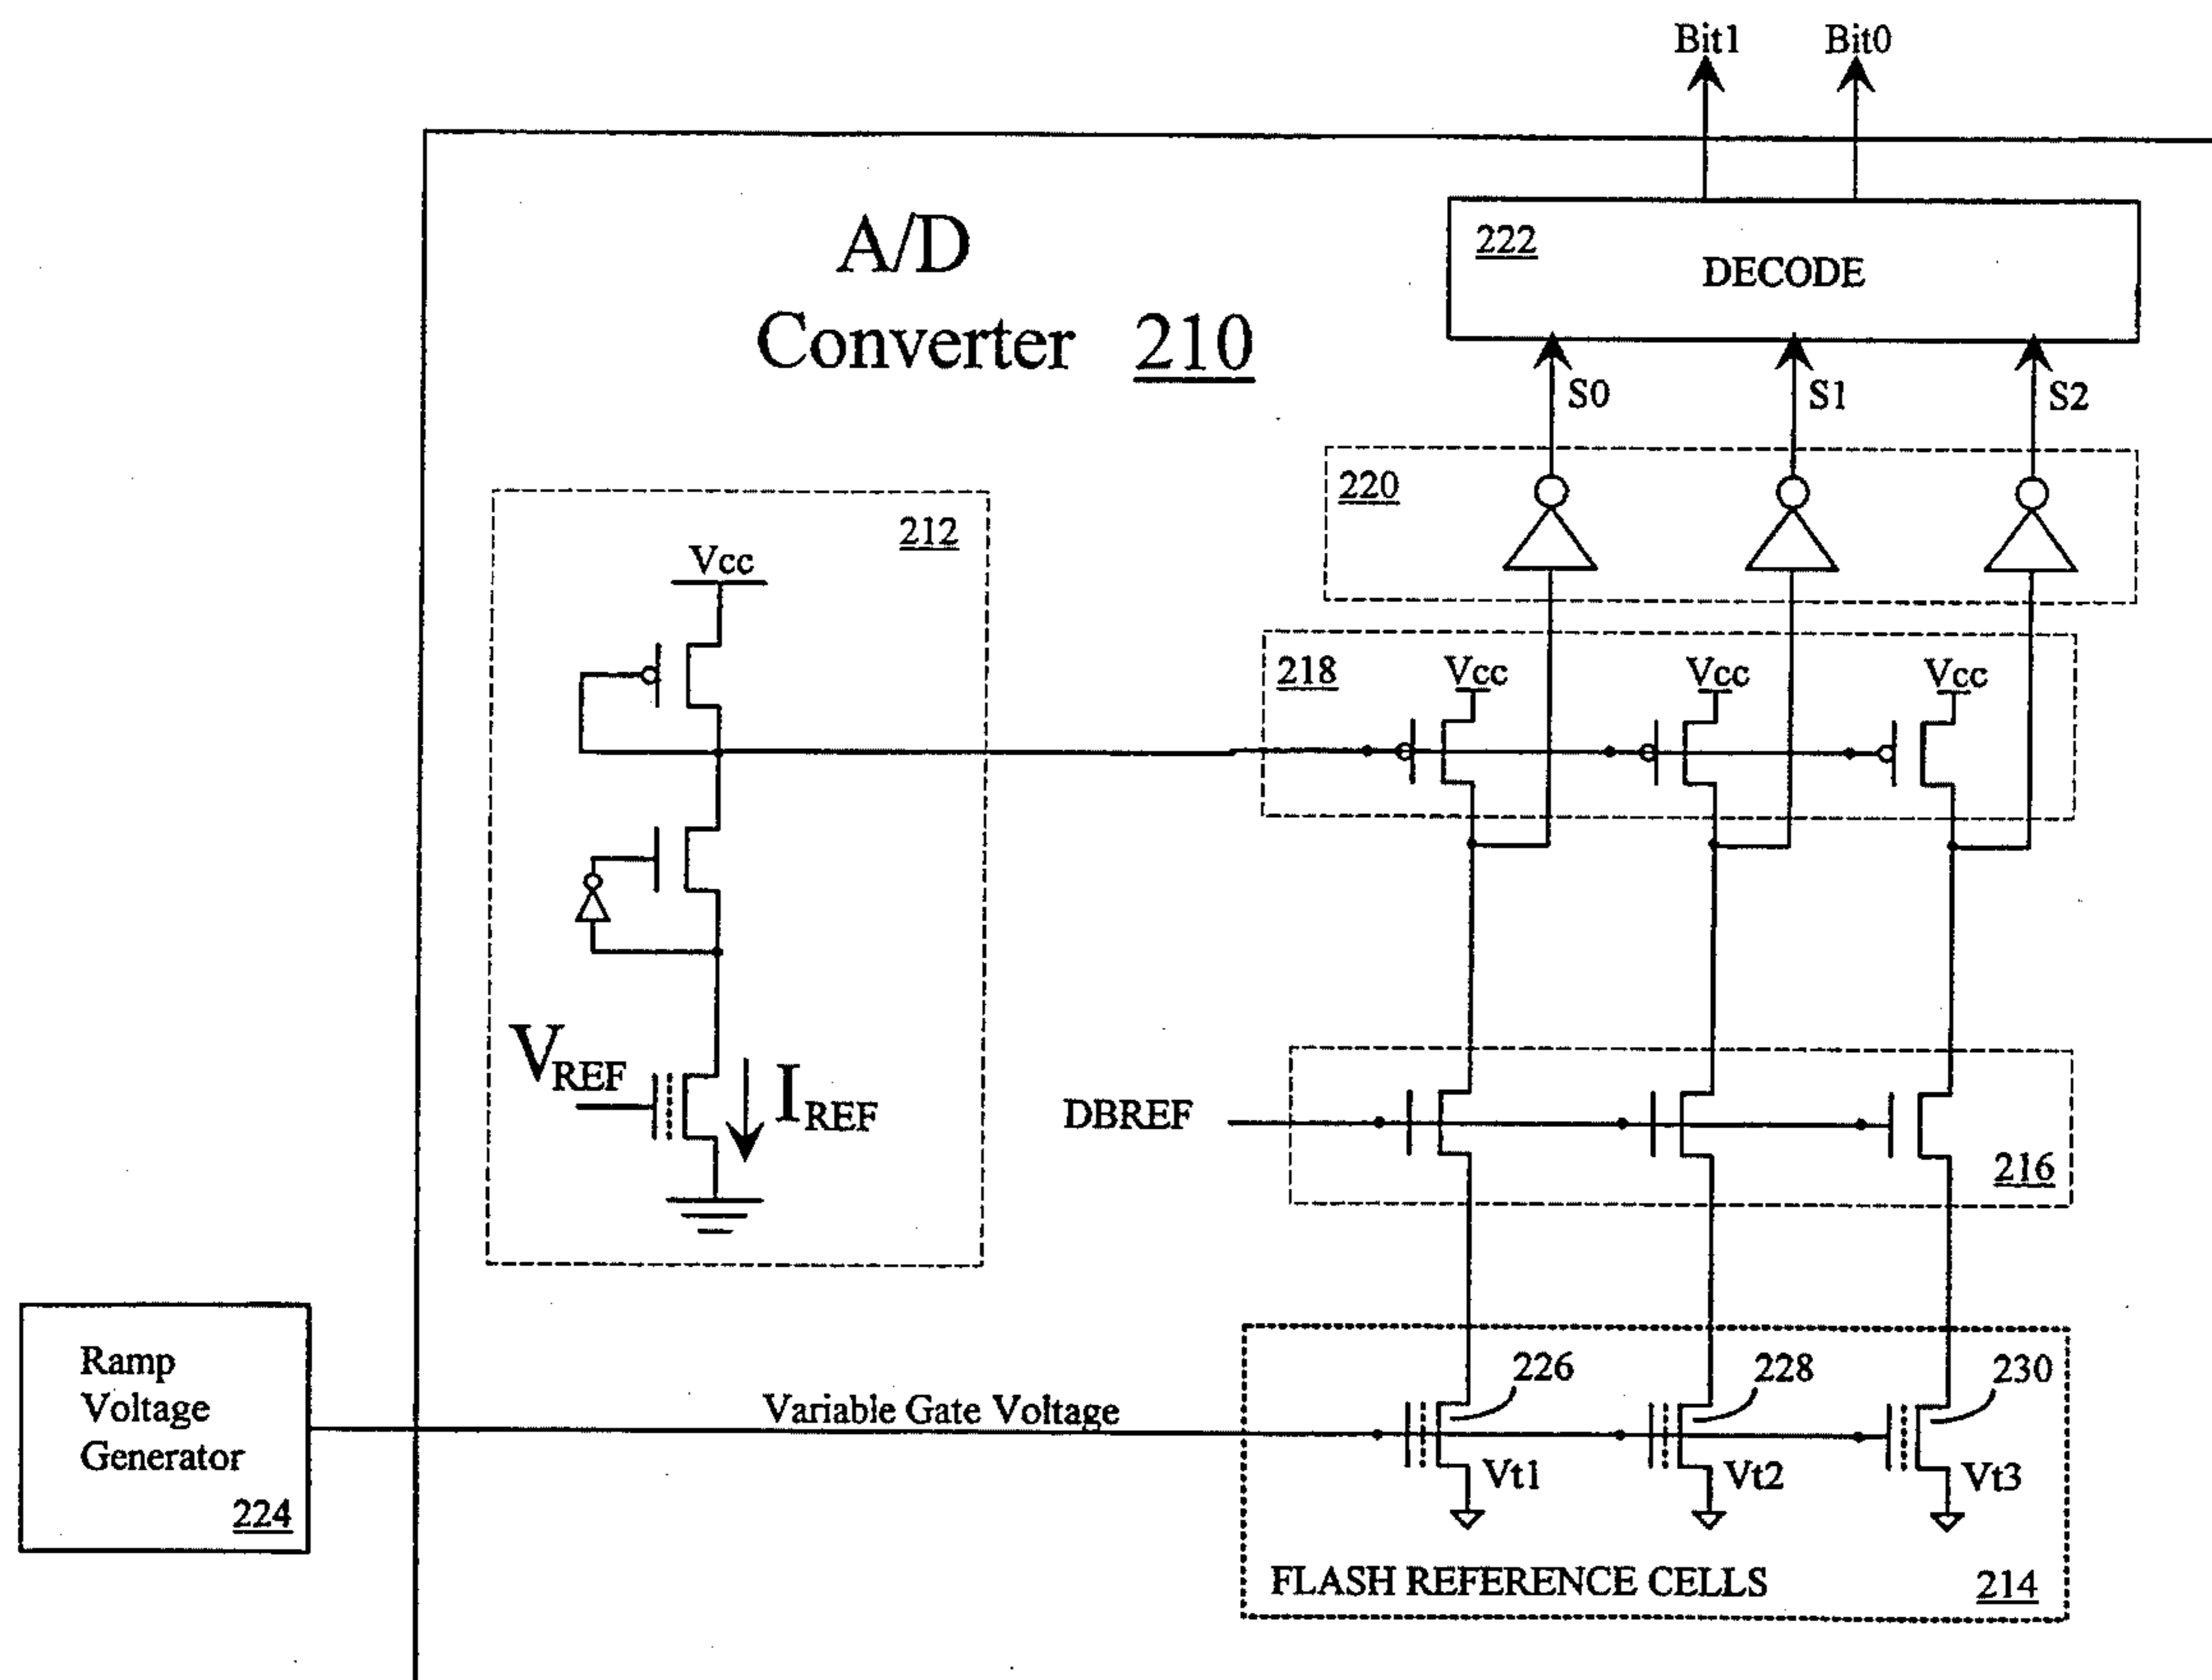 Bit1 Bit0
A/D
Converter 210
222
DECODE
S0 S1 S2
220
212
Vcc
218
Vcc Vcc Vcc
VREF
IREF
DBREF
216
Ramp
Voltage
Generator
224
Variable Gate Voltage
226 228 230
Vt1 Vt2 Vt3
FLASH REFERENCE CELLS 214